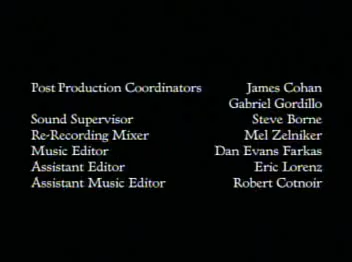 Post Production Coordinators James Cohan
Gabriel Gordillo
Sound Supervisor Steve Borne
Re-Recording Mixer Mel Zelniker
Music Editor Dan Evans Farkas
Assistant Editor Eric Lorenz
Assistant Music Editor Robert Cotnoir